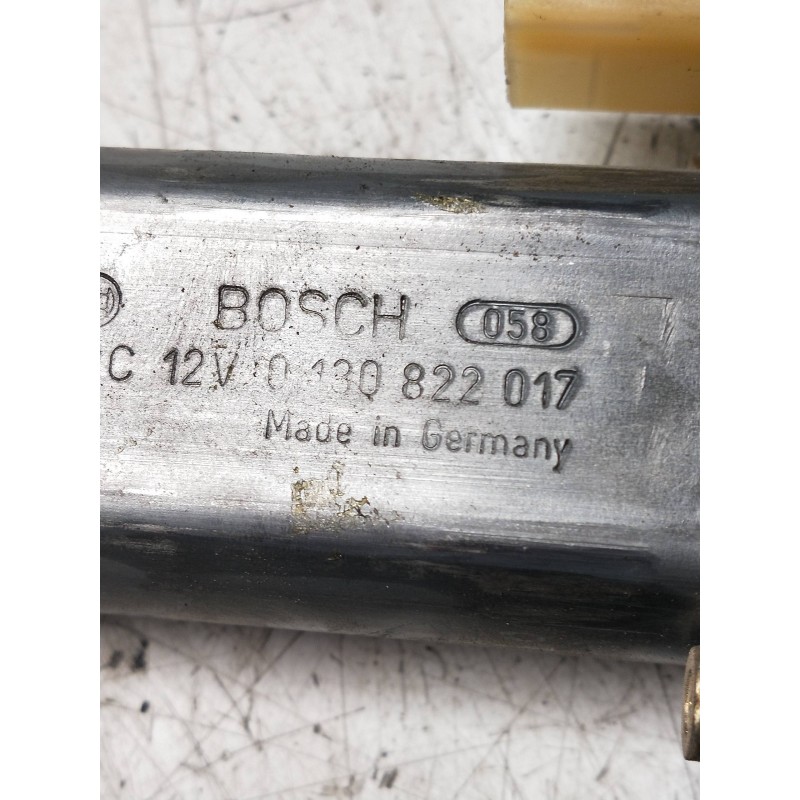 BOSCH 058
C 12V 0 130 822 017
Made in Germany